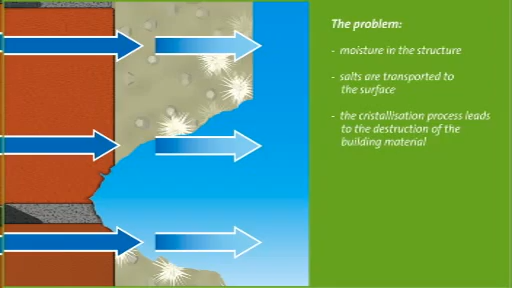 The problem:
- moisture in the structure
- salts are transported to
the surface
- the cristallisation process leads
to the destruction of the
building material